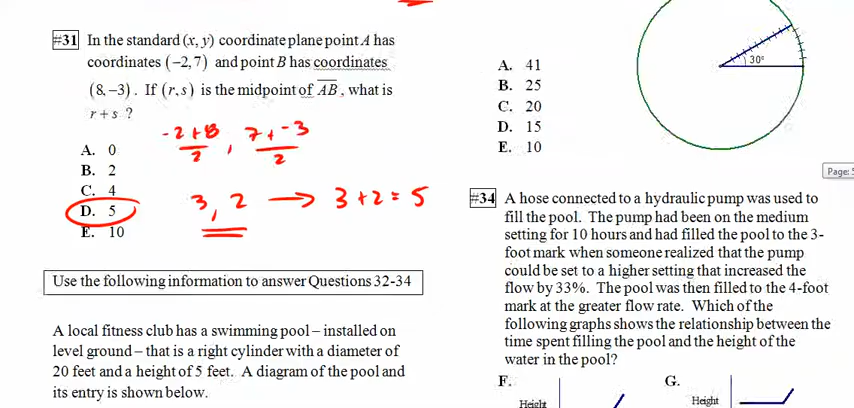 #31 In the standard (x, y) coordinate plane point A has
coordinates (−2,7) and point B has coordinates
(8,−3). If (r,s) is the midpoint of AB, what is
r+s ?
-2+8/2 , 7+-3/2
A. 0
B. 2
C. 4
D. 5
E. 10
3, 2 → 3+2=5
Use the following information to answer Questions 32-34
A local fitness club has a swimming pool – installed on
level ground – that is a right cylinder with a diameter of
20 feet and a height of 5 feet. A diagram of the pool and
its entry is shown below.
30°
A. 41
B. 25
C. 20
D. 15
E. 10
Page:
#34 A hose connected to a hydraulic pump was used to
fill the pool. The pump had been on the medium
setting for 10 hours and had filled the pool to the 3-
foot mark when someone realized that the pump
could be set to a higher setting that increased the
flow by 33%. The pool was then filled to the 4-foot
mark at the greater flow rate. Which of the
following graphs shows the relationship between the
time spent filling the pool and the height of the
water in the pool?
F. G.
Height Height